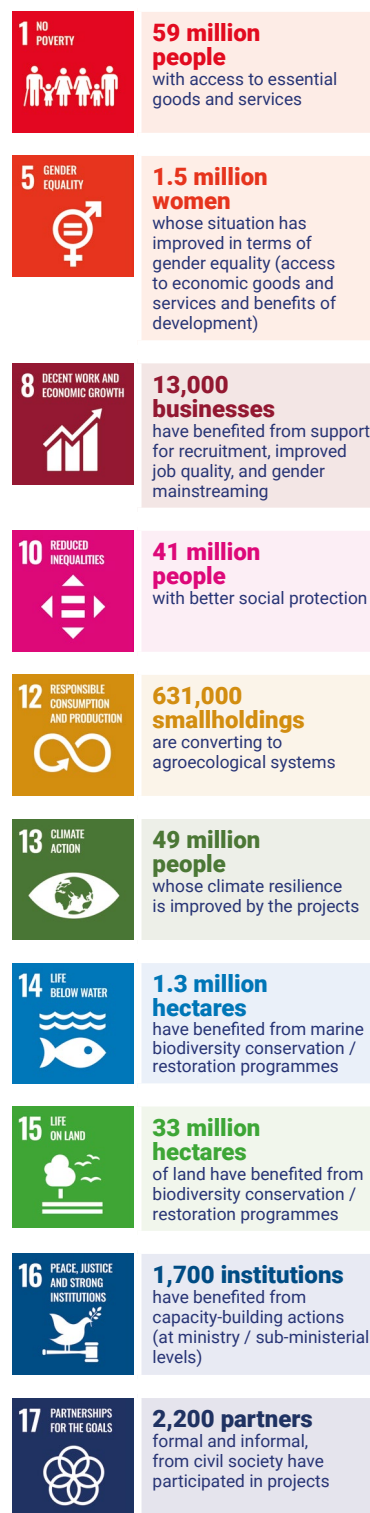 1 NO
POVERTY
59 million
people
with access to essential
goods and services
5 GENDER
EQUALITY
1.5 million
women
whose situation has
improved in terms of
gender equality (access
to economic goods and
services and benefits of
development)
8 DECENT WORK AND
ECONOMIC GROWTH
13,000
businesses
have benefited from support
for recruitment, improved
job quality, and gender
mainstreaming
10 REDUCED
INEQUALITIES
41 million
people
with better social protection
12 RESPONSIBLE
CONSUMPTION
AND PRODUCTION
631,000
smallholdings
are converting to
agroecological systems
13 CLIMATE
ACTION
49 million
people
whose climate resilience
is improved by the projects
14 LIFE
BELOW WATER
1.3 million
hectares
have benefited from marine
biodiversity conservation /
restoration programmes
15 LIFE
ON LAND
33 million
hectares
of land have benefited from
biodiversity conservation /
restoration programmes
16 PEACE, JUSTICE
AND STRONG
INSTITUTIONS
1,700 institutions
have benefited from
capacity-building actions
(at ministry / sub-ministerial
levels)
17 PARTNERSHIPS
FOR THE GOALS
2,200 partners
formal and informal,
from civil society have
participated in projects